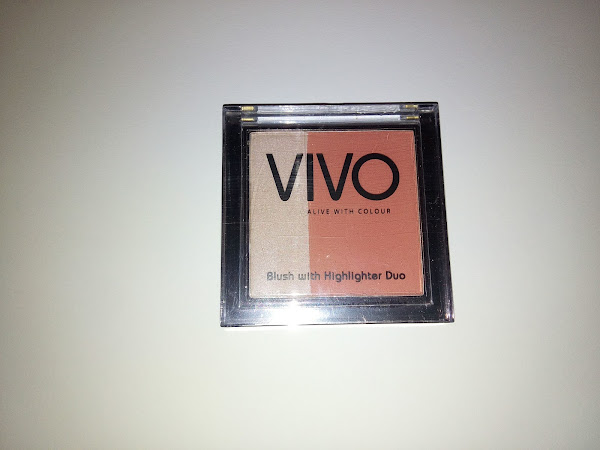 VIVO
ALIVE WITH COLOUR
Blush with Highlighter Duo